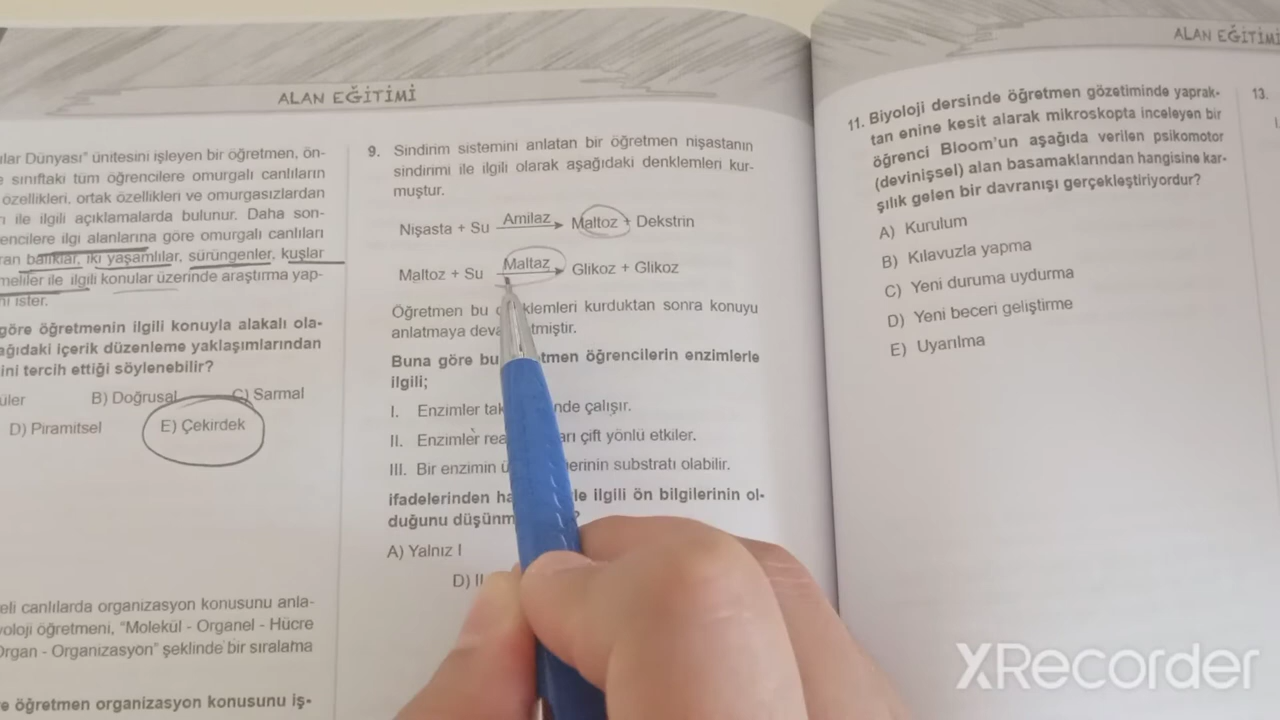 ALAN EĞİTİMİ
lar Dünyası" ünitesini işleyen bir öğretmen, ön-
sınıftaki tüm öğrencilere omurgalı canlıların
özellikleri, ortak özellikleri ve omurgasızlardan
ile ilgili açıklamalarda bulunur. Daha son-
encilere ilgi alanlarına göre omurgalı canlıları
balıklar, iki yaşamlılar, sürüngenler, kuşlar
meliler ile ilgili konular üzerinde araştırma yap-
ister.
göre öğretmenin ilgili konuyla alakalı ola-
ağıdaki içerik düzenleme yaklaşımlarından
ini tercih ettiği söylenebilir?
üler B) Doğrusal C) Sarmal
D) Piramitsel E) Çekirdek
eli canlılarda organizasyon konusunu anla-
yoloji öğretmeni, "Molekül - Organel - Hücre
Organ - Organizasyon" şeklinde bir sıralama
e öğretmen organizasyon konusunu iş-
9. Sindirim sistemini anlatan bir öğretmen nişastanın
sindirimi ile ilgili olarak aşağıdaki denklemleri kur-
muştur.
Nişasta + Su Amilaz Maltoz + Dekstrin
Maltoz + Su Maltaz Glikoz + Glikoz
Öğretmen bu klemleri kurduktan sonra konuyu
anlatmaya deva tmiştir.
Buna göre bu tmen öğrencilerin enzimlerle
ilgili;
I. Enzimler tak nde çalışır.
II. Enzimler rea arı çift yönlü etkiler.
III. Bir enzimin ü erinin substratı olabilir.
ifadelerinden ha le ilgili ön bilgilerinin ol-
duğunu düşünm ?
A) Yalnız I
D) II
ALAN EĞİTİMİ
11. Biyoloji dersinde öğretmen gözetiminde yaprak-
tan enine kesit alarak mikroskopta inceleyen bir
öğrenci Bloom'un aşağıda verilen psikomotor
(devinişsel) alan basamaklarından hangisine kar-
şılık gelen bir davranışı gerçekleştiriyordur?
A) Kurulum
B) Kılavuzla yapma
C) Yeni duruma uydurma
D) Yeni beceri geliştirme
E) Uyarılma
13.
XRecorder